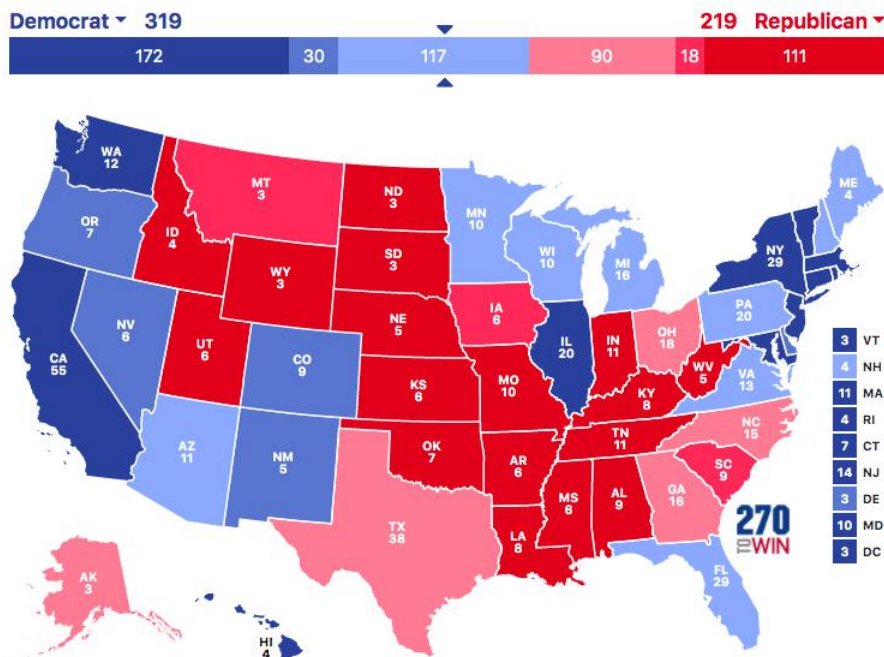 Democrat 319
219 Republican
172 30 117 90 18 111
WA
12
OR
7
CA
55
NV
6
ID
4
MT
3
WY
3
UT
6
AZ
11
CO
9
NM
5
ND
3
SD
3
NE
5
KS
6
OK
7
TX
38
MN
10
IA
6
MO
10
AR
6
LA
8
WI
10
IL
20
MI
16
IN
11
OH
18
KY
8
TN
11
MS
6
AL
9
GA
16
FL
29
SC
9
NC
15
VA
13
WV
5
PA
20
NY
29
ME
4
3 VT
4 NH
11 MA
4 RI
7 CT
14 NJ
3 DE
10 MD
3 DC
270
TO WIN
AK
3
HI
4